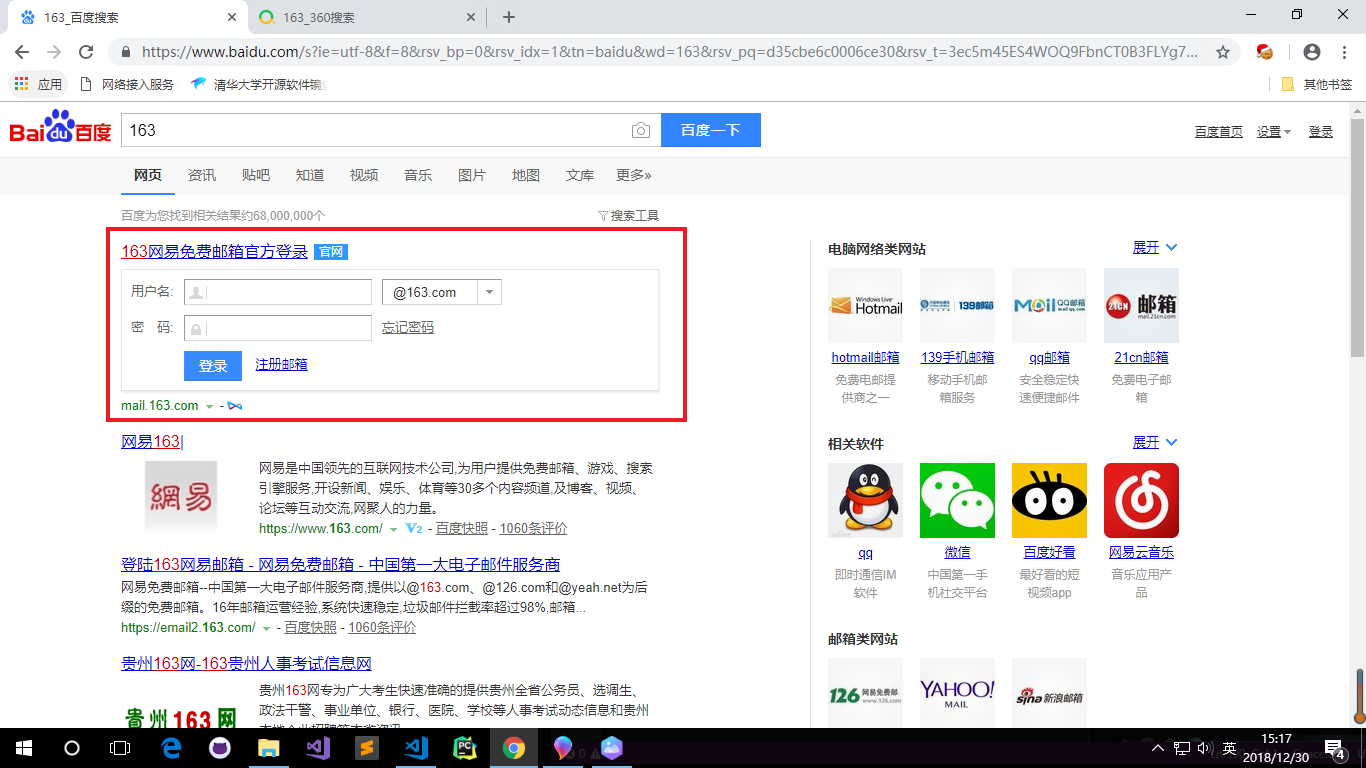 163_百度搜索
163_360搜索
https://www.baidu.com/s?ie=utf-8&f=8&rsv_bp=0&rsv_idx=1&tn=baidu&wd=163&rsv_pq=d35cbe6c0006ce30&rsv_t=3ec5m45ES4WOQ9FbnCT0B3FLYg7...
应用 网络接入服务 清华大学开源软件镜 其他书签
Baidu百度 163 百度一下 百度首页 设置 登录
网页 资讯 贴吧 知道 视频 音乐 图片 地图 文库 更多»
百度为您找到相关结果约68,000,000个 搜索工具
163网易免费邮箱官方登录 官网
用户名: @163.com
密 码: 忘记密码
登录 注册邮箱
mail.163.com -
网易163|
網易
网易是中国领先的互联网技术公司,为用户提供免费邮箱、游戏、搜索
引擎服务,开设新闻、娱乐、体育等30多个内容频道,及博客、视频、
论坛等互动交流,网聚人的力量。
https://www.163.com/ V2 - 百度快照 - 1060条评价
登陆163网易邮箱 - 网易免费邮箱 - 中国第一大电子邮件服务商
网易免费邮箱--中国第一大电子邮件服务商,提供以@163.com、@126.com和@yeah.net为后
缀的免费邮箱。16年邮箱运营经验,系统快速稳定,垃圾邮件拦截率超过98%,邮箱...
https://email2.163.com/ - 百度快照 - 1060条评价
贵州163网-163贵州人事考试信息网
贵州163网
贵州163网专为广大考生快速准确的提供贵州全省公务员、选调生、
政法干警、事业单位、银行、医院、学校等人事考试动态信息和贵州
电脑网络类网站 展开
Windows Live Hotmail
139邮箱
Mail QQ邮箱
mail.qq.com
21CN 邮箱
mail.21cn.com
hotmail邮箱 139手机邮箱 qq邮箱 21cn邮箱
免费电邮提 移动手机邮 安全稳定快 免费电子邮
供商之一 箱服务 速便捷邮件 箱
相关软件 展开
qq 微信 百度好看 网易云音乐
即时通信IM 中国第一手 最好看的短 音乐应用产
软件 机社交平台 视频app 品
邮箱类网站
126 网易免费邮
www.126.com
YAHOO!
MAIL
sina 新浪邮箱
PC
英
15:17
2018/12/30
4